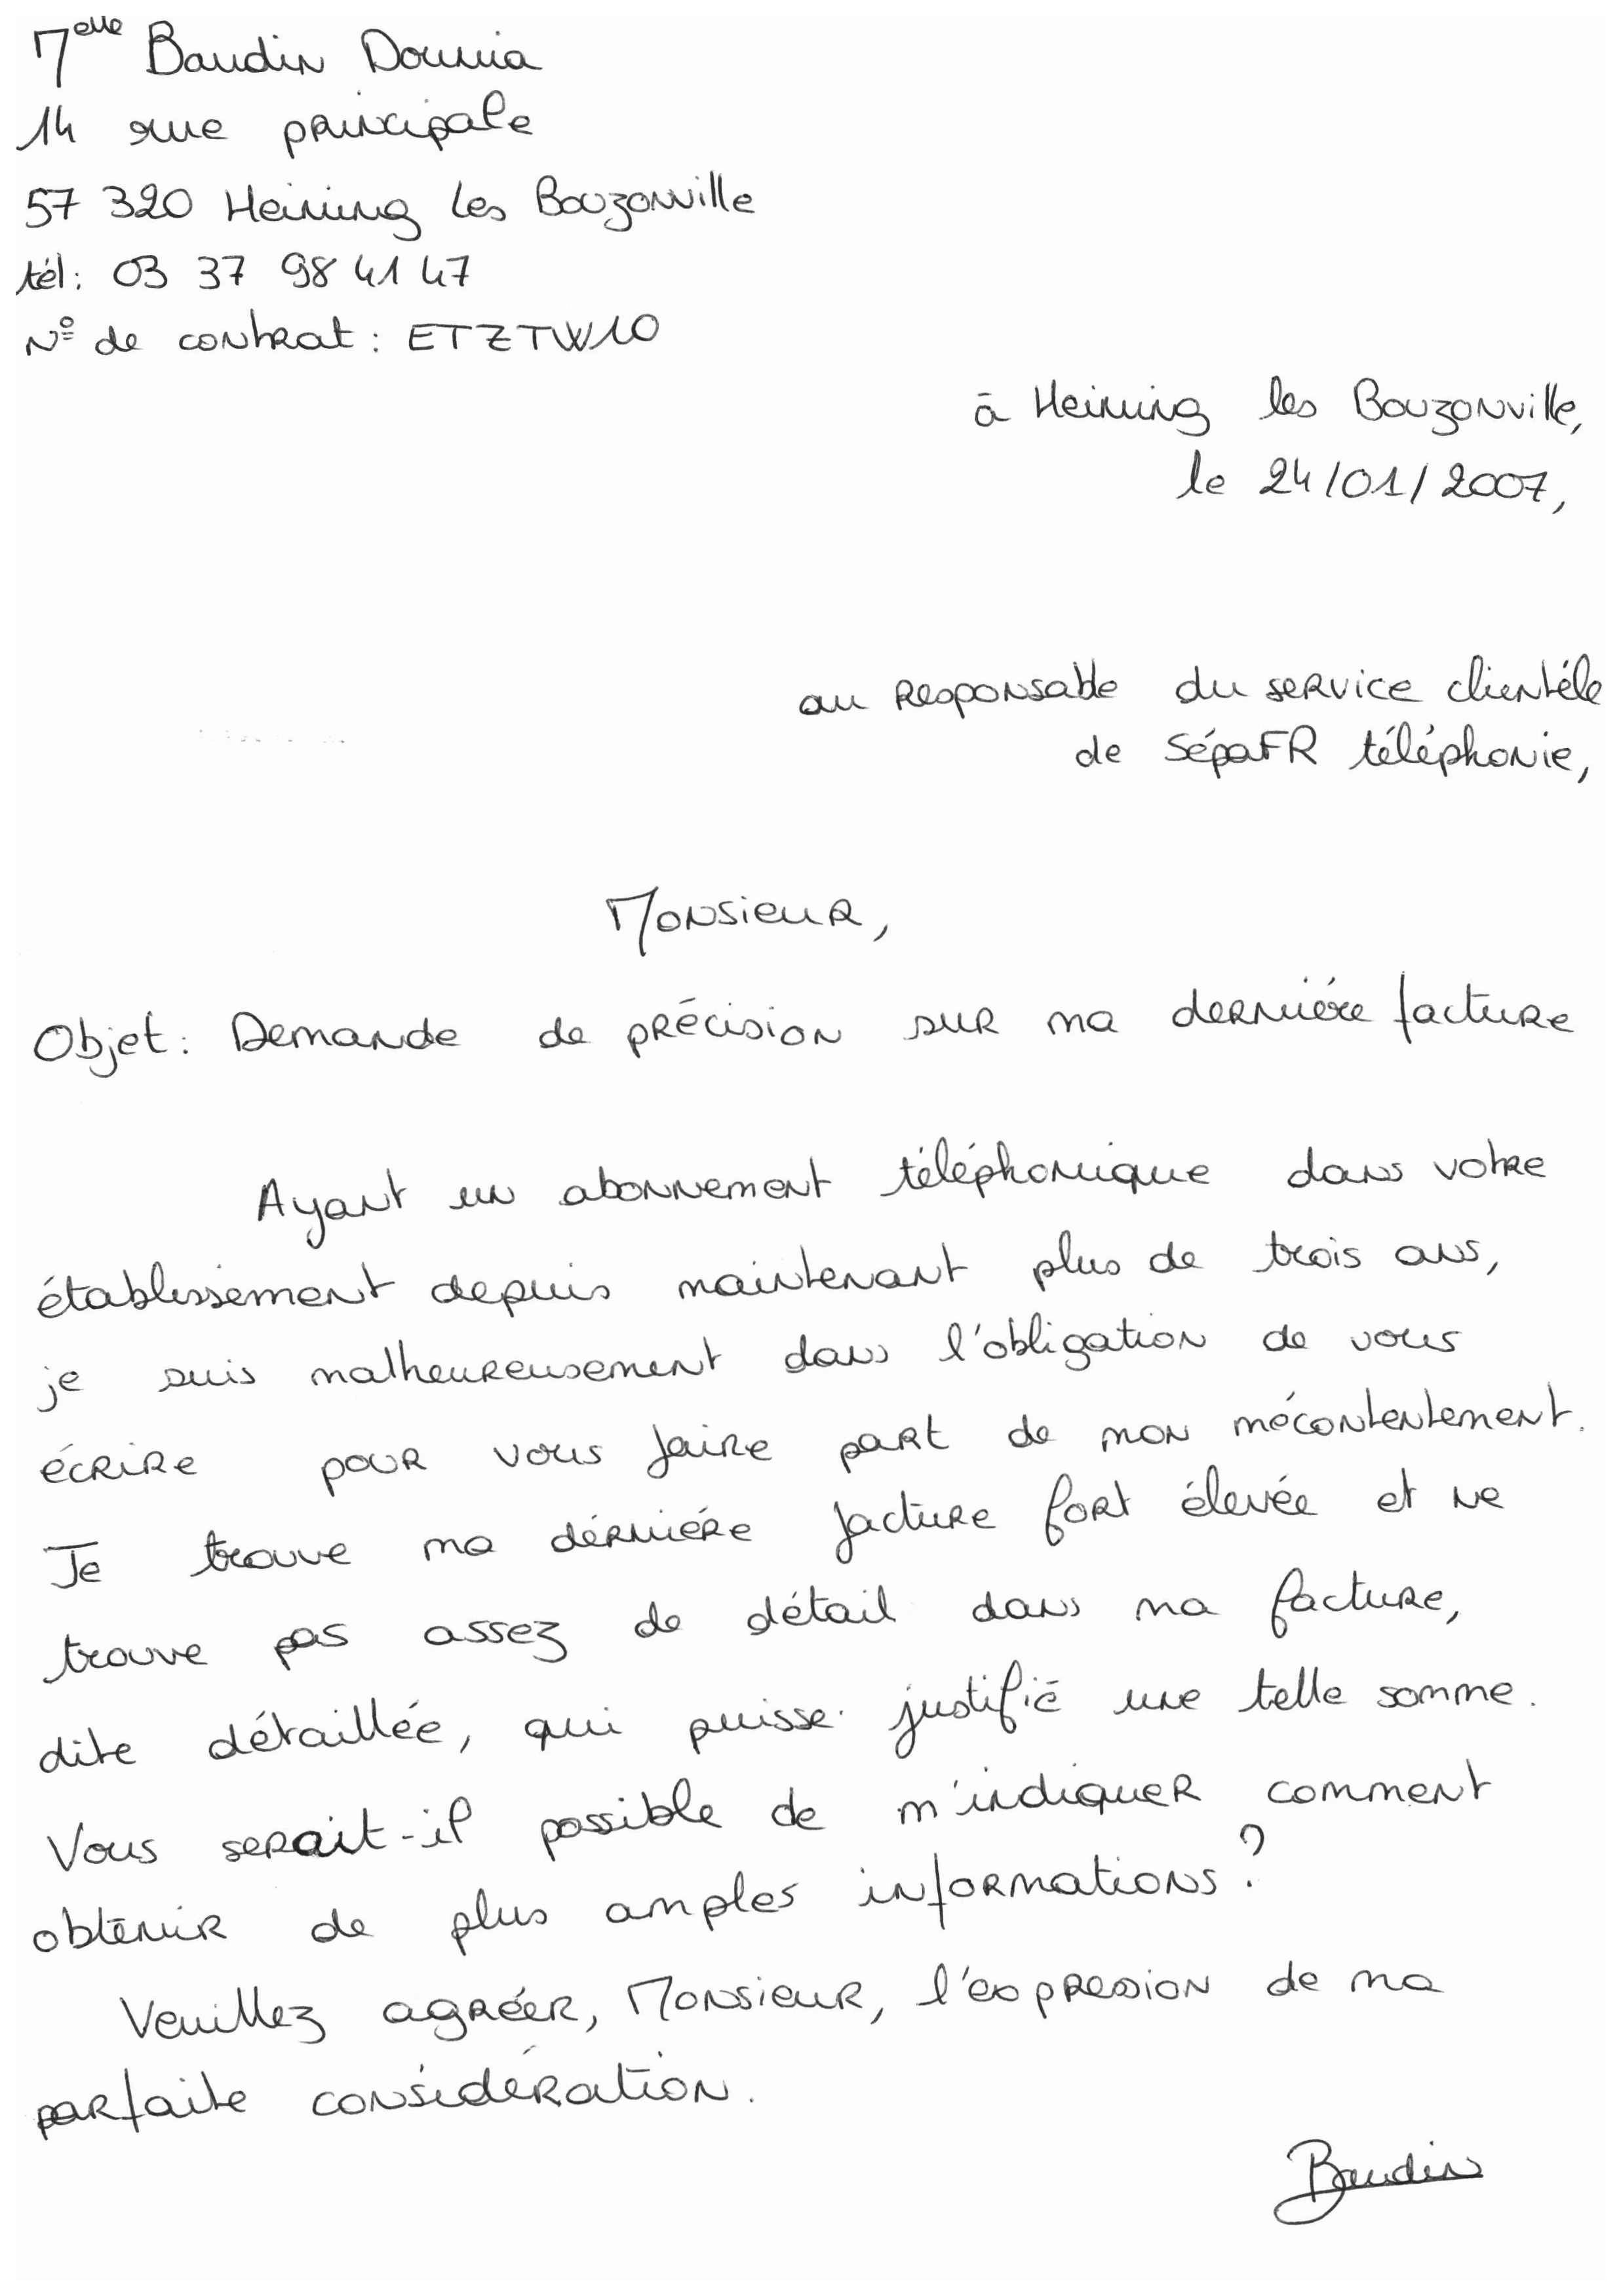 Melle Baudin Dounia
14 rue principale
57 320 Heining les Bouzonville
tél: 03 37 98 41 47
N° de contrat : ETZTW10
à Heining les Bouzonville,
le 24/01/2007,
au Responsable du service clientéle
de SépaFR téléphonie,
Monsieur,
Objet: Demande de précision sur ma derniére facture
Ayant un abonnement téléphonique dans votre
établissement depuis maintenant plus de trois ans,
je suis malheureusement dans l'obligation de vous
écrire pour vous faire part de mon mécontentement.
Je trouve ma dérniére facture fort élevée et ne
trouve pas assez de détail dans ma facture,
dite détaillée, qui puisse justifié une telle somme.
Vous serait-il possible de m'indiquer comment
obtenir de plus amples informations?
Veuillez agréer, Monsieur, l'expression de ma
parfaite considération.
Baudin